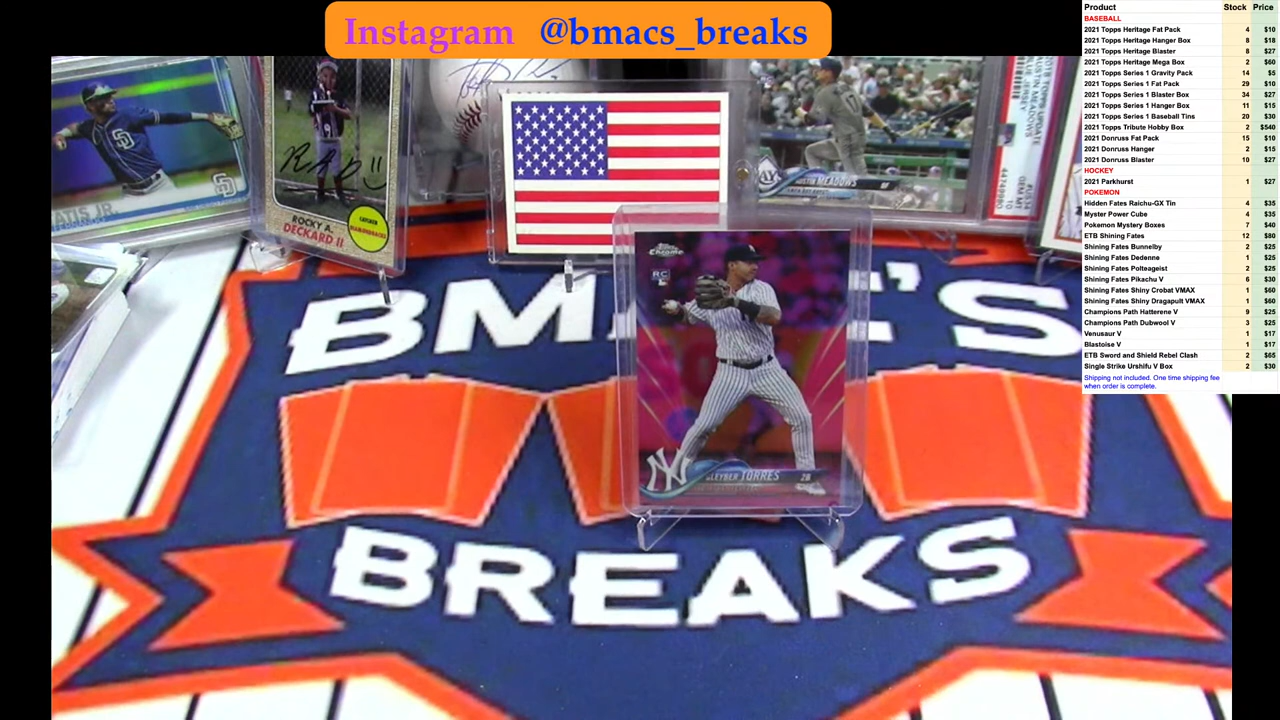 Instagram @bmacs_breaks
Product Stock Price
BASEBALL
2021 Topps Heritage Fat Pack 4 $10
2021 Topps Heritage Hanger Box 8 $18
2021 Topps Heritage Blaster 8 $27
2021 Topps Heritage Mega Box 2 $60
2021 Topps Series 1 Gravity Pack 14 $5
2021 Topps Series 1 Fat Pack 29 $10
2021 Topps Series 1 Blaster Box 34 $27
2021 Topps Series 1 Hanger Box 11 $15
2021 Topps Series 1 Baseball Tins 20 $30
2021 Topps Tribute Hobby Box 2 $540
2021 Donruss Fat Pack 15 $10
2021 Donruss Hanger 2 $15
2021 Donruss Blaster 10 $27
HOCKEY
2021 Parkhurst 1 $27
POKEMON
Hidden Fates Raichu-GX Tin 4 $35
Myster Power Cube 4 $35
Pokemon Mystery Boxes 7 $40
ETB Shining Fates 12 $80
Shining Fates Bunnelby 2 $25
Shining Fates Dedenne 1 $25
Shining Fates Polteageist 2 $25
Shining Fates Pikachu V 6 $30
Shining Fates Shiny Crobat VMAX 1 $60
Shining Fates Shiny Dragapult VMAX 1 $60
Champions Path Hatterene V 9 $25
Champions Path Dubwool V 3 $25
Venusaur V 1 $17
Blastoise V 1 $17
ETB Sword and Shield Rebel Clash 2 $65
Single Strike Urshifu V Box 2 $30
Shipping not included. One time shipping fee
when order is complete.
SD
ROCKY A.
DECKARD II
CATCHER
DIAMONDBACKS
MEADOWS
Topps
Chrome
RC
NY
GLEYBER TORRES 2B
BREAKS